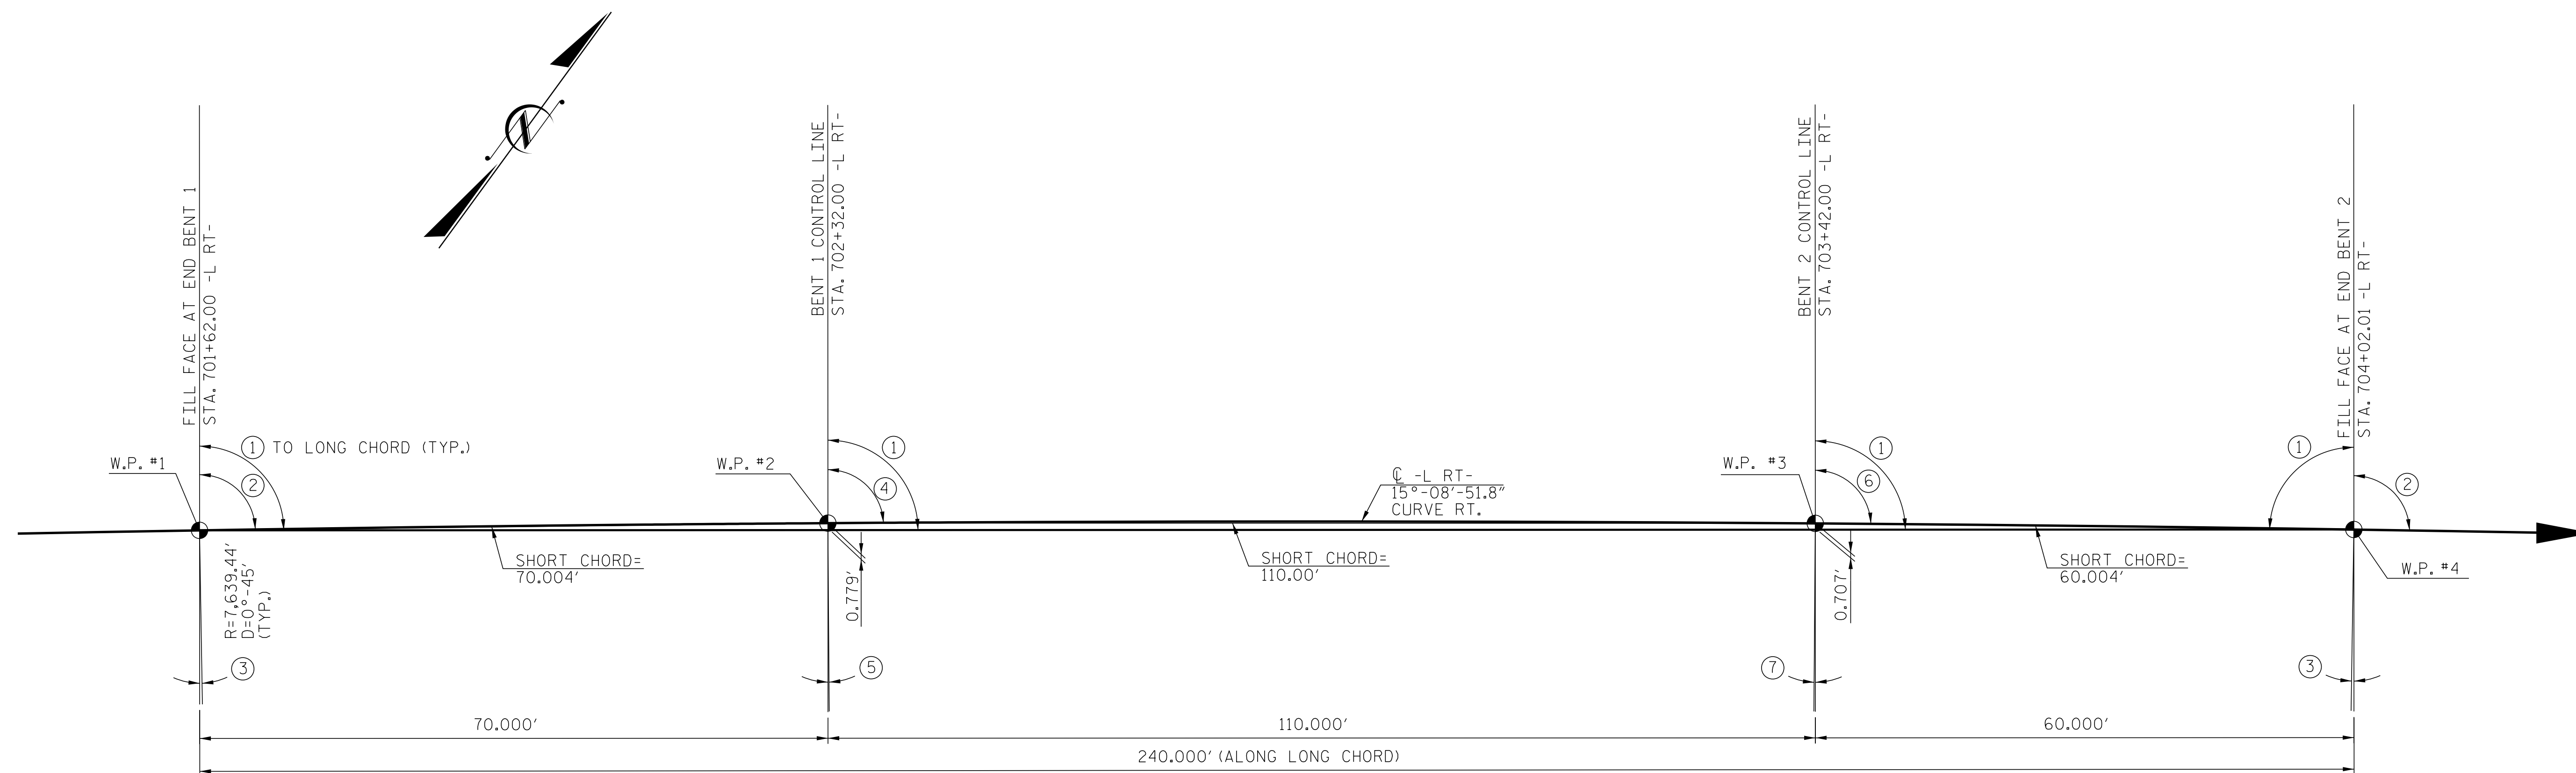 FILL FACE AT END BENT 1
STA. 701+62.00 -L RT-
BENT 1 CONTROL LINE
STA. 702+32.00 -L RT-
BENT 2 CONTROL LINE
STA. 703+42.00 -L RT-
FILL FACE AT END BENT 2
STA. 704+02.01 -L RT-
N
1 TO LONG CHORD (TYP.)
2
W.P. #1
W.P. #2
1
4
℄ -L RT-
15°-08'-51.8"
CURVE RT.
W.P. #3
1
6
1
2
W.P. #4
R=7,639.44'
D=0°-45'
(TYP.)
SHORT CHORD=
70.004'
0.779'
SHORT CHORD=
110.00'
0.707'
SHORT CHORD=
60.004'
3
5
7
3
70.000'
110.000'
60.000'
240.000' (ALONG LONG CHORD)